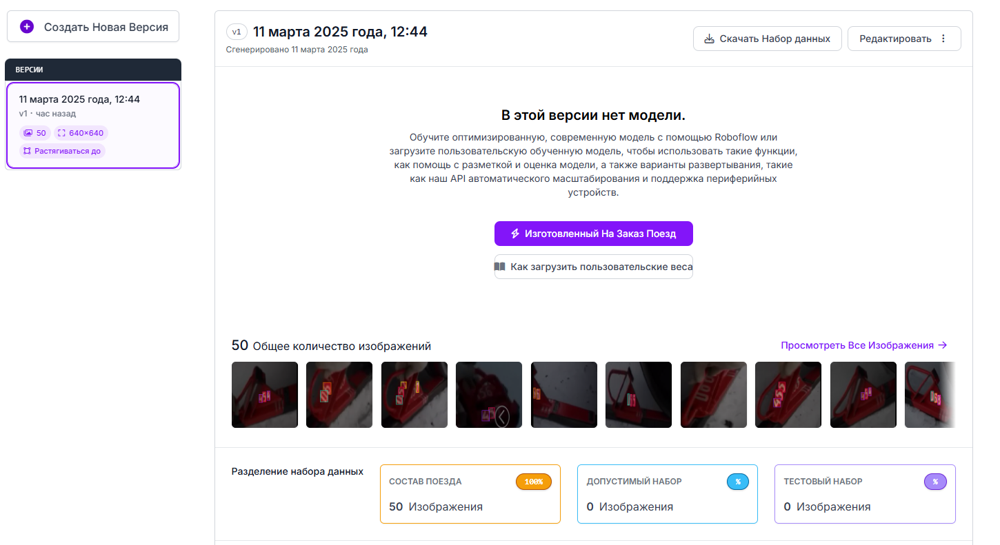 Создать Новая Версия
ВЕРСИИ
11 марта 2025 года, 12:44
v1 · час назад
50
640×640
Растягиваться до
v1
11 марта 2025 года, 12:44
Сгенерировано 11 марта 2025 года
Скачать Набор данных
Редактировать
В этой версии нет модели.
Обучите оптимизированную, современную модель с помощью Roboflow или
загрузите пользовательскую обученную модель, чтобы использовать такие функции,
как помощь с разметкой и оценка модели, а также варианты развертывания, такие
как наш API автоматического масштабирования и поддержка периферийных
устройств.
Изготовленный На Заказ Поезд
Как загрузить пользовательские веса
50 Общее количество изображений
Просмотреть Все Изображения →
Разделение набора данных
СОСТАВ ПОЕЗДА
100%
50 Изображения
ДОПУСТИМЫЙ НАБОР
%
0 Изображения
ТЕСТОВЫЙ НАБОР
%
0 Изображения